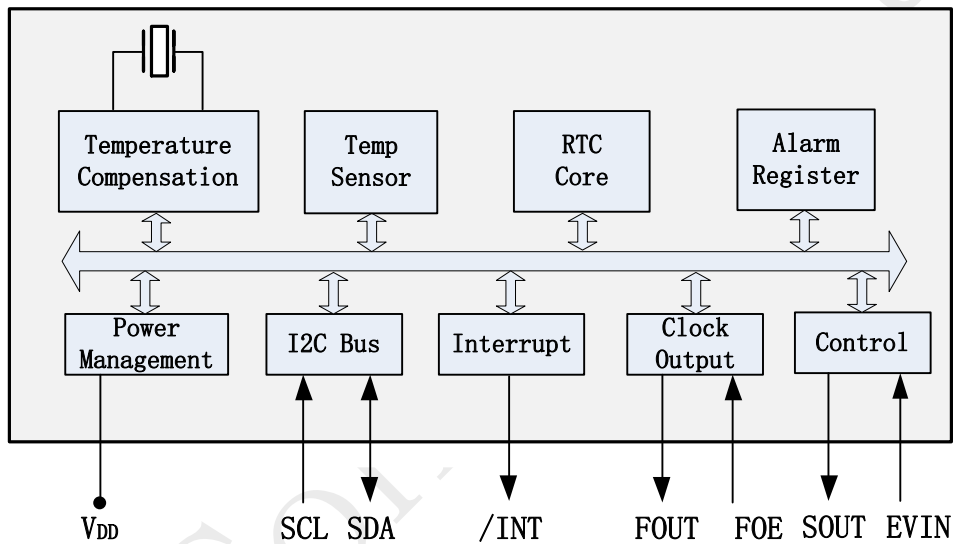 Temperature
Compensation
Temp
Sensor
RTC
Core
Alarm
Register
Power
Management
I2C Bus
Interrupt
Clock
Output
Control
VDD
SCL
SDA
/INT
FOUT
FOE
SOUT
EVIN